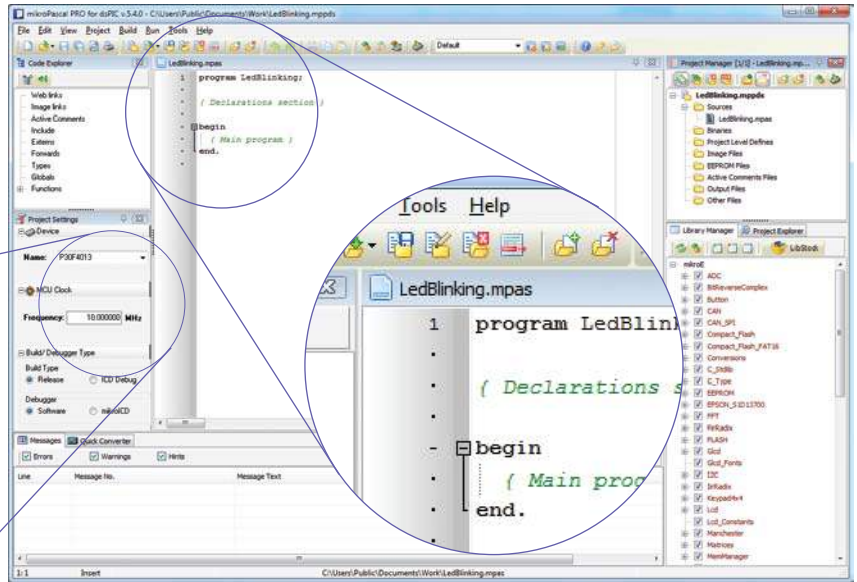 mikroPascal PRO for dsPIC v.5.4.0 - C:\Users\Public\Documents\Work\LedBlinking.mppds
File Edit View Project Build Run Tools Help
Default
Code Explorer
Web links
Image links
Active Comments
Include
Externs
Forwards
Types
Globals
Functions
Project Settings
Device
Name: P30F4013
MCU Clock
Frequency: 10.000000 MHz
Build/Debugger Type
Build Type
Release ICD Debug
Debugger
Software mikroICD
LedBlinking.mpas
1 program LedBlinking;
{ Declarations section }
begin
{ Main program }
end.
Tools Help
LedBlinking.mpas
1 program LedBlink
{ Declarations s
begin
{ Main prog
end.
Project Manager [1/1] - LedBlinking.mp...
LedBlinking.mppds
Sources
LedBlinking.mpas
Binaries
Project Level Defines
Image Files
EEPROM Files
Active Comments Files
Output Files
Other Files
Library Manager Project Explorer
LibStock
mikroE
ADC
BitReverseComplex
Button
CAN
CAN_SPI
Compact_Flash
Compact_Flash_FAT16
Conversions
C_Stdlib
C_Type
EEPROM
EPSON_S1D13700
FFT
FirRadix
FLASH
Glcd
Glcd_Fonts
I2C
IirRadix
Keypad4x4
Lcd
Lcd_Constants
Manchester
Matrices
MemManager
Messages Quick Converter
Errors Warnings Hints
Line Message No. Message Text
1:1 Insert C:\Users\Public\Documents\Work\LedBlinking.mpas